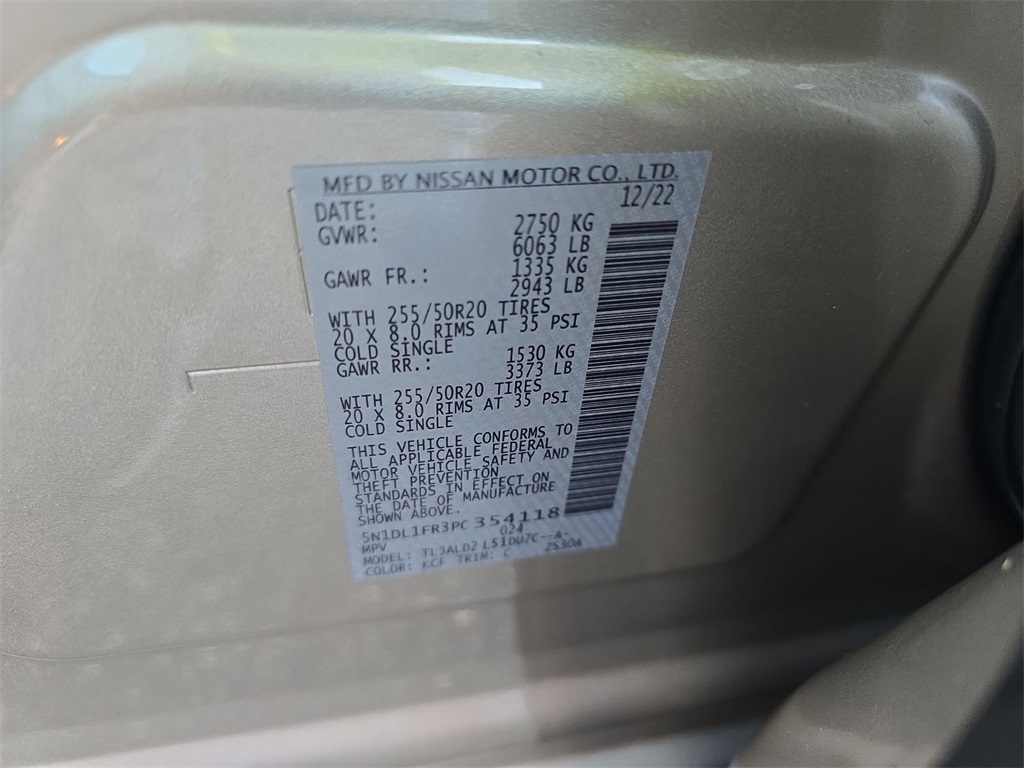 MFD BY NISSAN MOTOR CO., LTD.
DATE: 12/22
GVWR: 2750 KG
6063 LB
GAWR FR.: 1335 KG
2943 LB
WITH 255/50R20 TIRES
20 X 8.0 RIMS AT 35 PSI
COLD SINGLE
GAWR RR.: 1530 KG
3373 LB
WITH 255/50R20 TIRES
20 X 8.0 RIMS AT 35 PSI
COLD SINGLE
THIS VEHICLE CONFORMS TO
ALL APPLICABLE FEDERAL
MOTOR VEHICLE SAFETY AND
THEFT PREVENTION
STANDARDS IN EFFECT ON
THE DATE OF MANUFACTURE
SHOWN ABOVE.
5N1DL1FR3PC 354118
MPV 024
MODEL:
COLOR: KCF TRIM: C 2530A